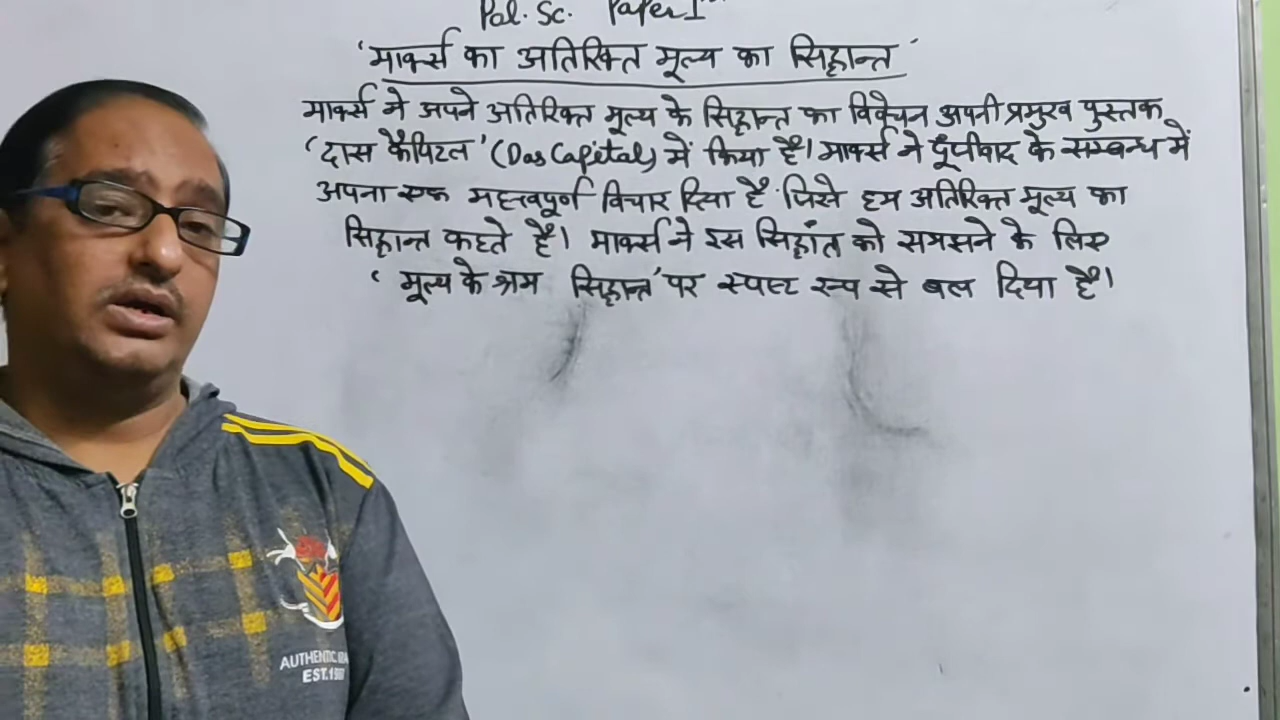 Pol. Sc. Paper I
'मार्क्स का अतिरिक्त मूल्य का सिद्धान्त'
मार्क्स ने अपने अतिरिक्त मूल्य के सिद्धान्त का विवेचन अपनी प्रमुख पुस्तक
'दास कैपिटल' (Das Capital) में किया है। मार्क्स ने पूँजीवाद के सम्बन्ध में
अपना एक महत्त्वपूर्ण विचार दिया है जिसे हम अतिरिक्त मूल्य का
सिद्धान्त कहते हैं। मार्क्स ने इस सिद्धांत को समझने के लिए
'मूल्य के श्रम सिद्धान्त' पर स्पष्ट रूप से बल दिया है।
AUTHENTIC
EST.19